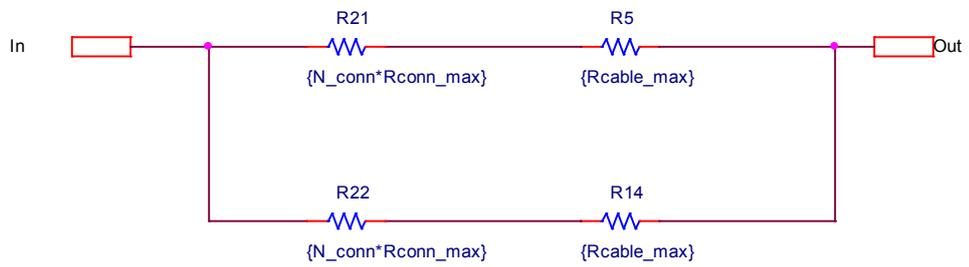 R21 R5
In Out
{N_conn*Rconn_max} {Rcable_max}
R22 R14
{N_conn*Rconn_max} {Rcable_max}